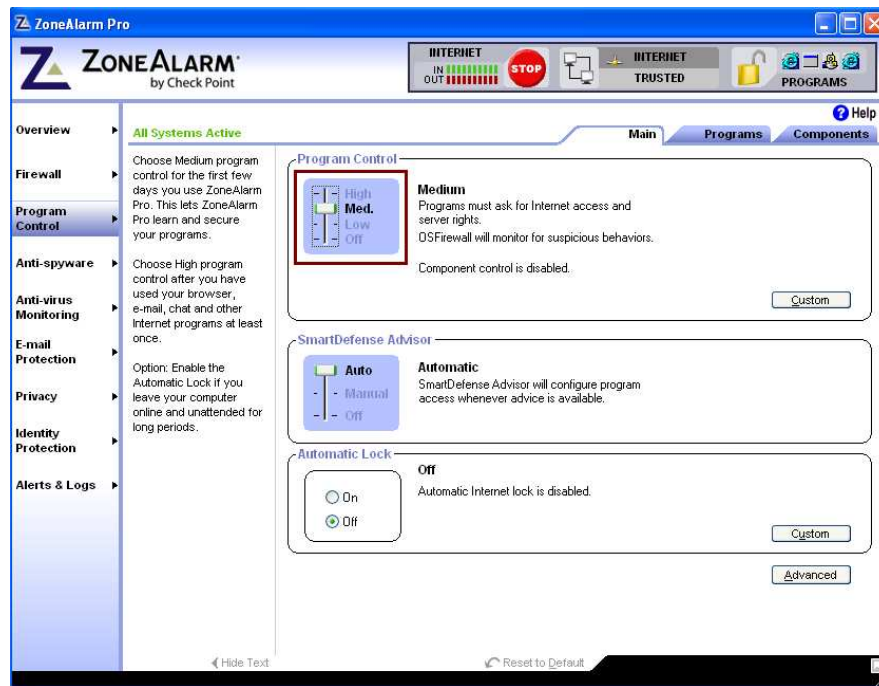 ZoneAlarm Pro
ZONEALARM
by Check Point
INTERNET
IN
OUT
STOP
INTERNET
TRUSTED
PROGRAMS
Help
All Systems Active
Main
Programs
Components
Overview
Firewall
Program
Control
Anti-spyware
Anti-virus
Monitoring
E-mail
Protection
Privacy
Identity
Protection
Alerts & Logs
Choose Medium program
control for the first few
days you use ZoneAlarm
Pro. This lets ZoneAlarm
Pro learn and secure
your programs.
Choose High program
control after you have
used your browser,
e-mail, chat and other
Internet programs at least
once.
Option: Enable the
Automatic Lock if you
leave your computer
online and unattended for
long periods.
Program Control
High
Med.
Low
Off
Medium
Programs must ask for Internet access and
server rights.
OSFirewall will monitor for suspicious behaviors.
Component control is disabled.
Custom
SmartDefense Advisor
Auto
Manual
Off
Automatic
SmartDefense Advisor will configure program
access whenever advice is available.
Automatic Lock
On
Off
Off
Automatic Internet lock is disabled.
Custom
Advanced
Hide Text
Reset to Default